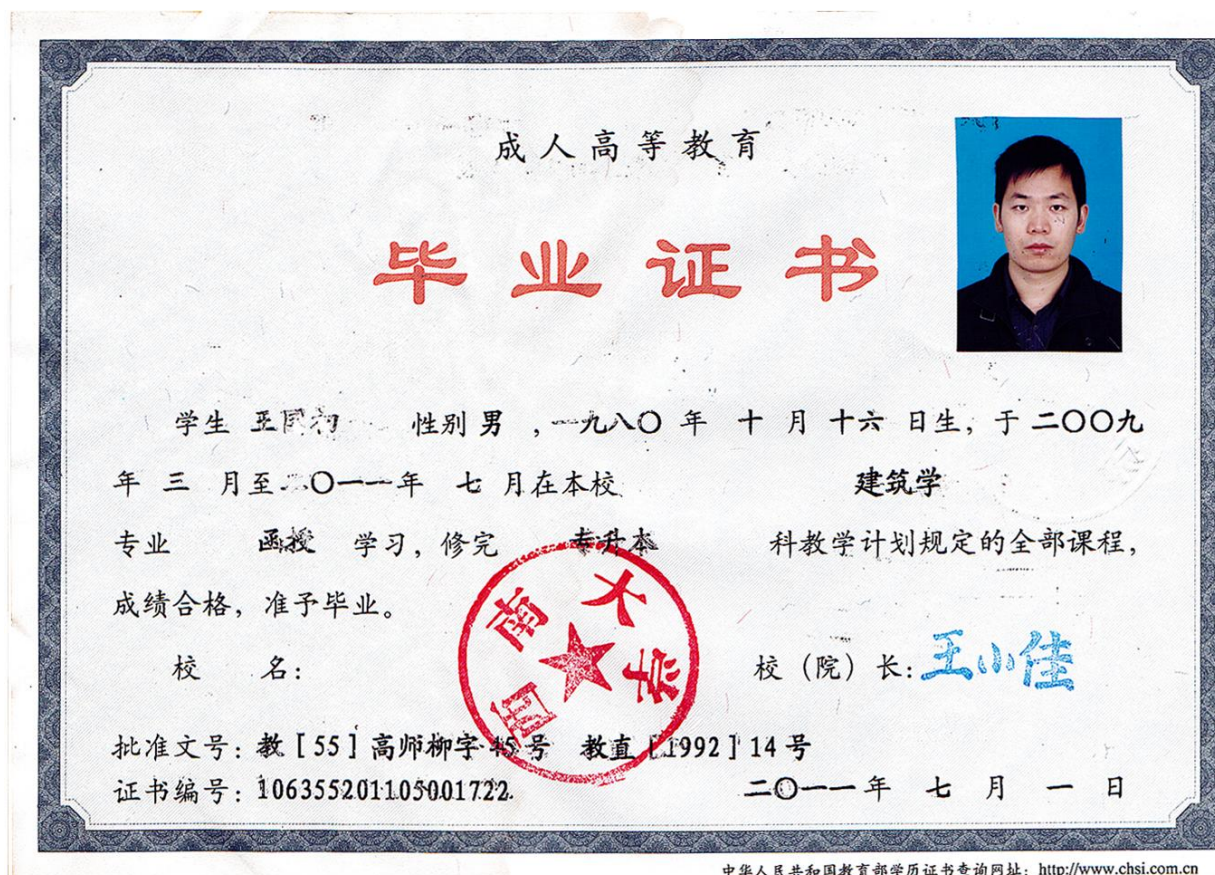 成人高等教育
毕业证书
学生 性别 男 ，一九八〇 年 十 月 十六 日生，于 二〇〇九
年 三 月至 二〇一一年 七 月在本校 建筑学
专业 函授 学习，修完 专升本 科教学计划规定的全部课程，
成绩合格，准予毕业。
西南大学
校 名： 校（院）长：王小佳
批准文号：教［55］高师柳字 45 号 教直［1992］14 号
证书编号：106355201105001722 二〇一一年 七 月 一 日
中华人民共和国教育部学历证书查询网址：http://www.chsi.com.cn